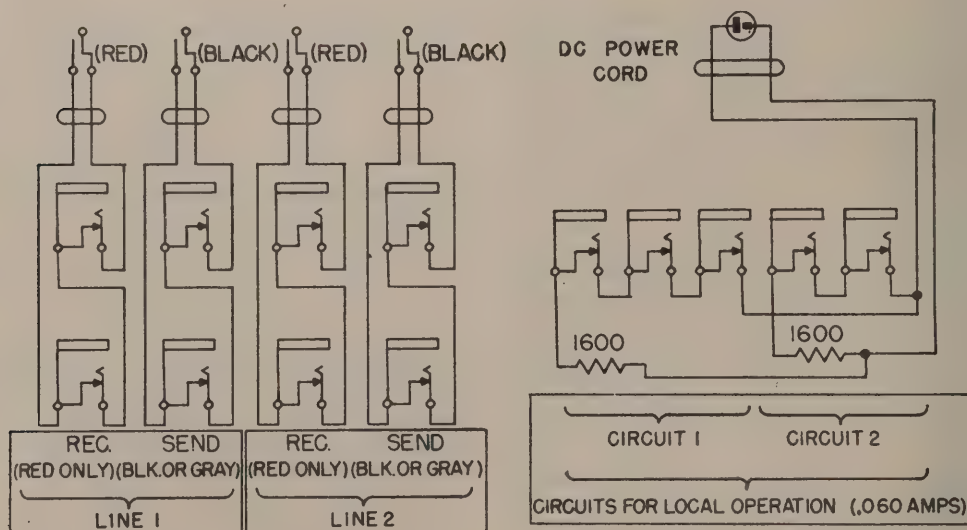 (RED) (BLACK) (RED) (BLACK)
REC. SEND REC. SEND
(RED ONLY) (BLK. OR GRAY) (RED ONLY) (BLK. OR GRAY)
LINE 1 LINE 2
DC POWER
CORD
1600 1600
CIRCUIT 1 CIRCUIT 2
CIRCUITS FOR LOCAL OPERATION (.060 AMPS)